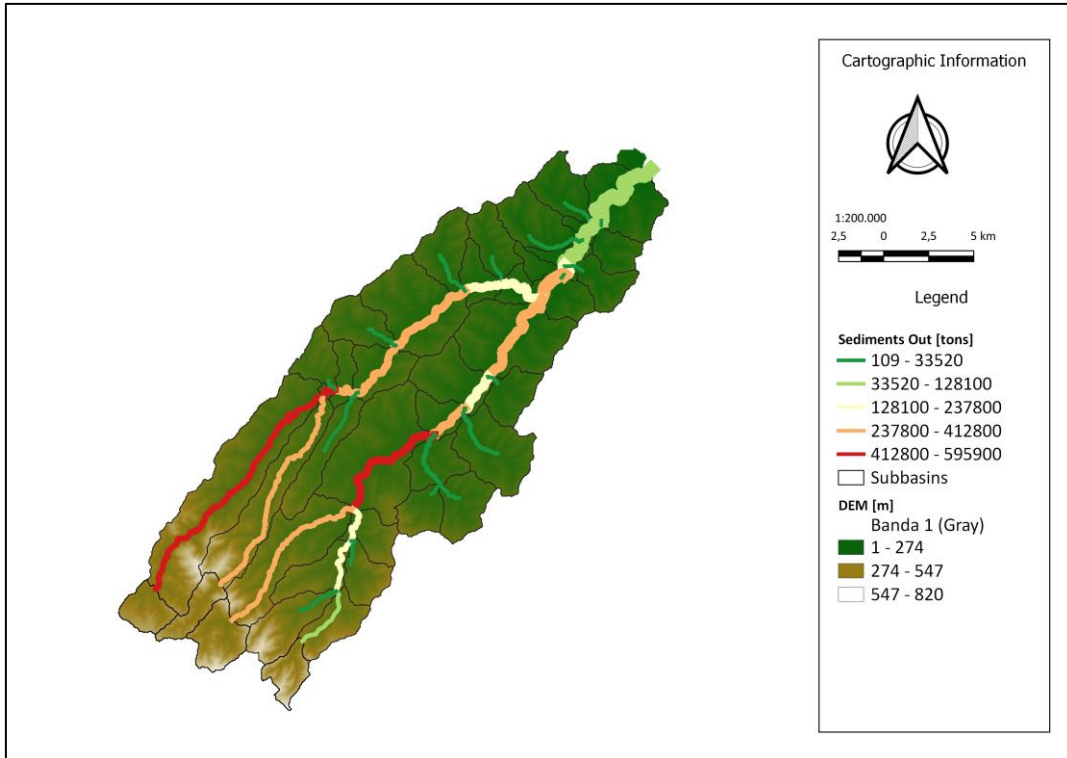 Cartographic Information
1:200.000
2,5 0 2,5 5 km
Legend
Sediments Out [tons]
109 - 33520
33520 - 128100
128100 - 237800
237800 - 412800
412800 - 595900
Subbasins
DEM [m]
Banda 1 (Gray)
1 - 274
274 - 547
547 - 820